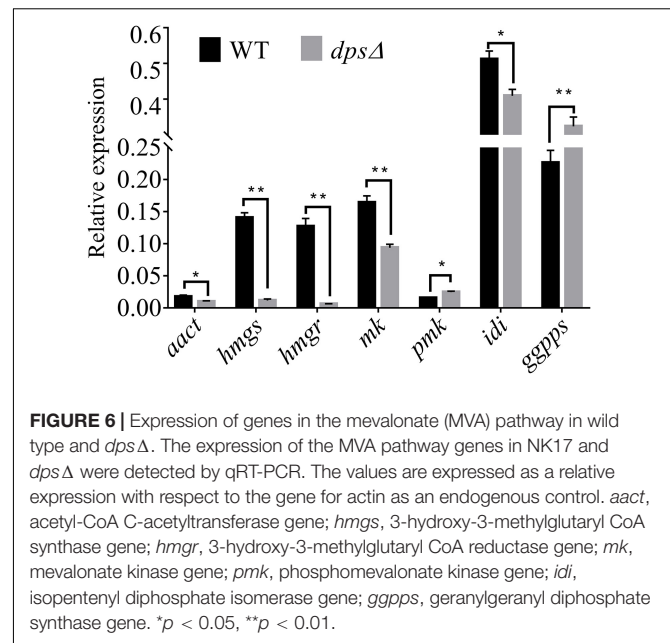 0.6
WT dpsΔ
*
0.5
**
0.4
Relative expression
0.25
**
0.20
**
**
0.15
0.10
*
*
0.05
0.00
aact hmgs hmgr mk pmk idi ggpps
FIGURE 6 | Expression of genes in the mevalonate (MVA) pathway in wild
type and dpsΔ. The expression of the MVA pathway genes in NK17 and
dpsΔ were detected by qRT-PCR. The values are expressed as a relative
expression with respect to the gene for actin as an endogenous control. aact,
acetyl-CoA C-acetyltransferase gene; hmgs, 3-hydroxy-3-methylglutaryl CoA
synthase gene; hmgr, 3-hydroxy-3-methylglutaryl CoA reductase gene; mk,
mevalonate kinase gene; pmk, phosphomevalonate kinase gene; idi,
isopentenyl diphosphate isomerase gene; ggpps, geranylgeranyl diphosphate
synthase gene. *p < 0.05, **p < 0.01.